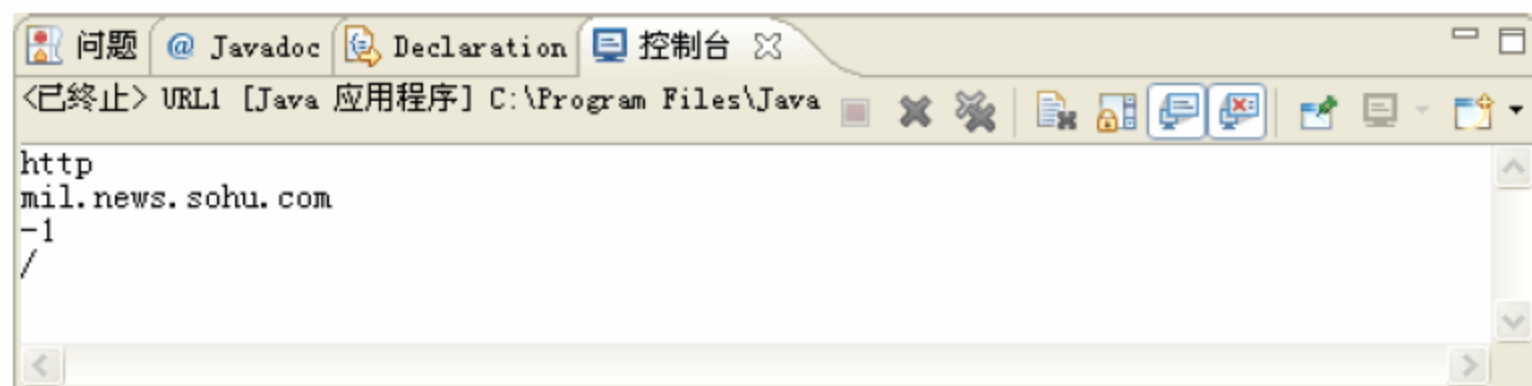 问题 @ Javadoc Declaration 控制台
<已终止> URL1 [Java 应用程序] C:\Program Files\Java
http
mil.news.sohu.com
-1
/